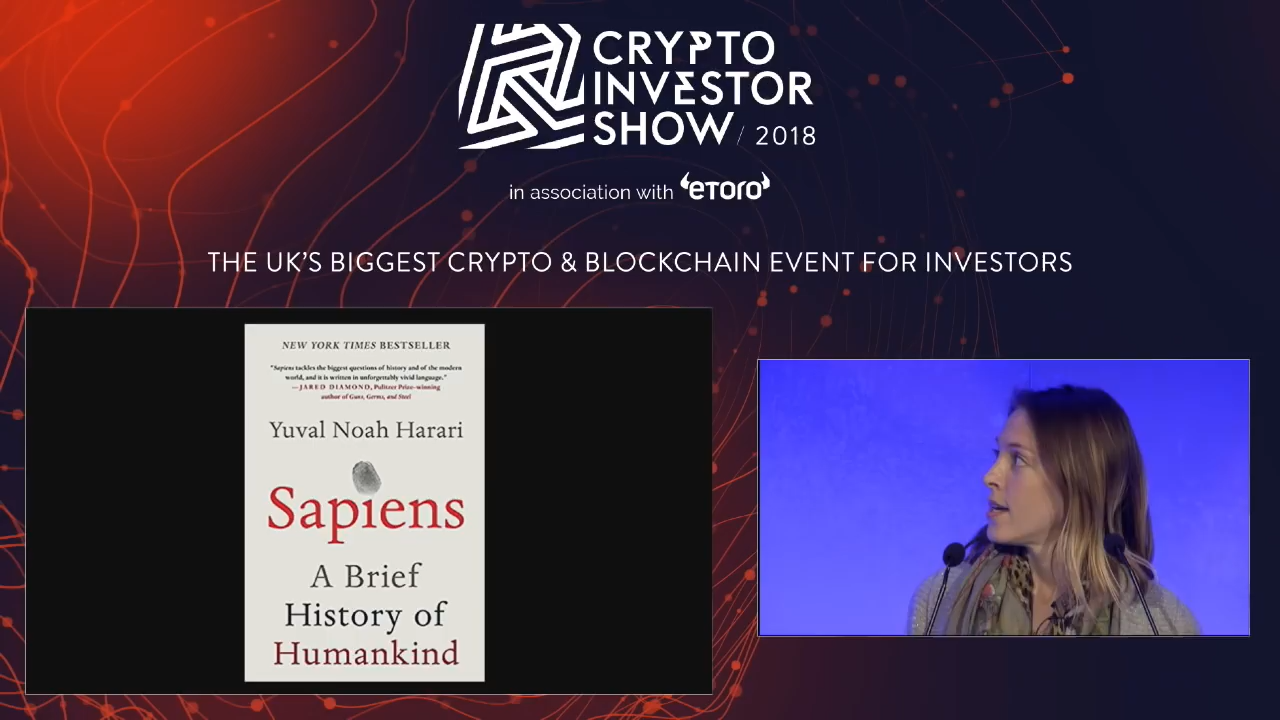 CRYPTO
INVESTOR
SHOW / 2018
in association with eTORO
THE UK'S BIGGEST CRYPTO & BLOCKCHAIN EVENT FOR INVESTORS
NEW YORK TIMES BESTSELLER
"Sapiens tackles the biggest questions of history and of the modern
world, and it is written in unforgettably vivid language."
—JARED DIAMOND, Pulitzer Prize-winning
author of Guns, Germs, and Steel
Yuval Noah Harari
Sapiens
A Brief
History of
Humankind